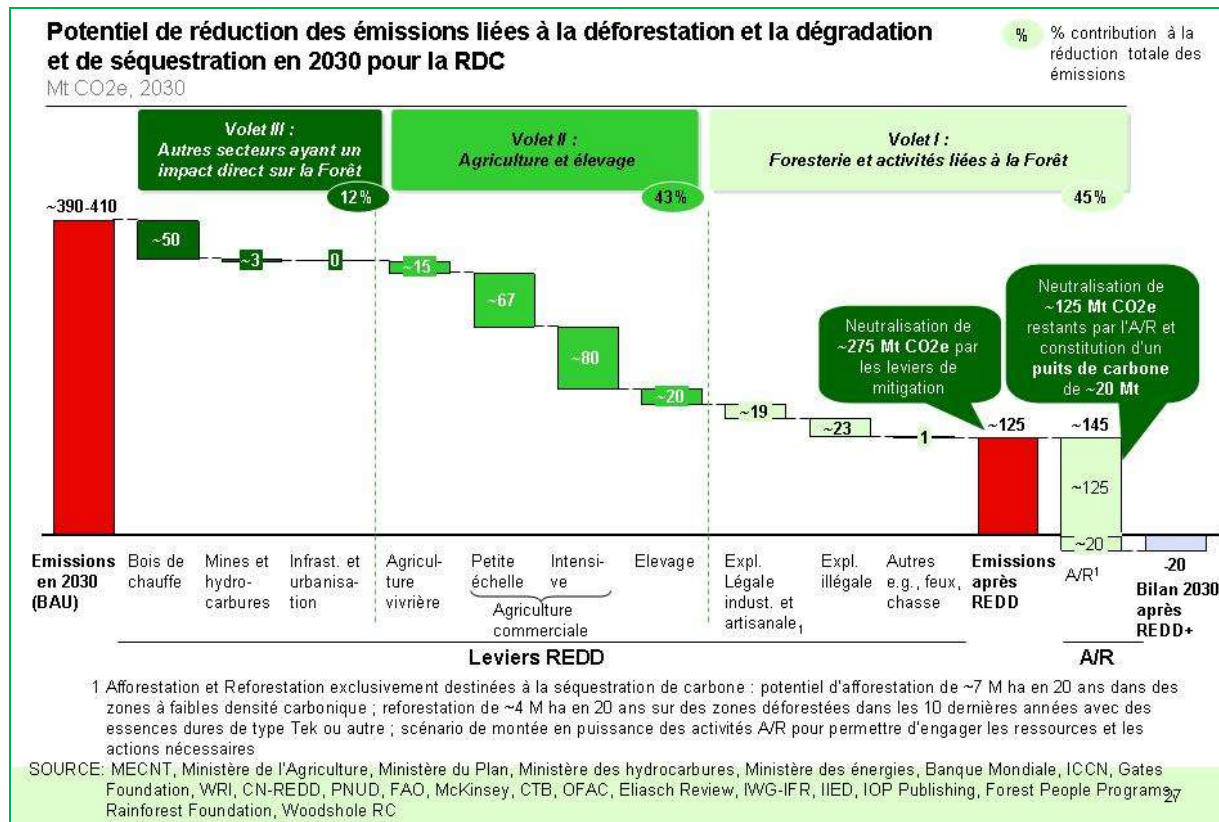 Potentiel de réduction des émissions liées à la déforestation et la dégradation
et de séquestration en 2030 pour la RDC
Mt CO2e, 2030
%
% contribution à la
réduction totale des
émissions
Volet III :
Autres secteurs ayant un
impact direct sur la Forêt
12%
Volet II :
Agriculture et élevage
43%
Volet I :
Foresterie et activités liées à la Forêt
45%
~390-410
~50
~3
0
~15
~67
~80
~20
~19
~23
1
Neutralisation de
~275 Mt CO2e par
les leviers de
mitigation
Neutralisation de
~125 Mt CO2e
restants par l'A/R et
constitution d'un
puits de carbone
de ~20 Mt
~125
~145
~125
~20
-20
Emissions
en 2030
(BAU)
Bois de
chauffe
Mines et
hydro-
carbures
Infrast. et
urbanisa-
tion
Agricul-
ture
vivrière
Petite
échelle
Intensi-
ve
Agriculture
commerciale
Elevage
Expl.
Légale
indust. et
artisanale1
Expl.
illégale
Autres
e.g., feux,
chasse
Emissions
après
REDD
A/R1
Bilan 2030
après
REDD+
Leviers REDD
A/R
1 Afforestation et Reforestation exclusivement destinées à la séquestration de carbone : potentiel d'afforestation de ~7 M ha en 20 ans dans des
zones à faibles densité carbonique ; reforestation de ~4 M ha en 20 ans sur des zones déforestées dans les 10 dernières années avec des
essences dures de type Tek ou autre ; scénario de montée en puissance des activités A/R pour permettre d'engager les ressources et les
actions nécessaires
SOURCE: MECNT, Ministère de l'Agriculture, Ministère du Plan, Ministère des hydrocarbures, Ministère des énergies, Banque Mondiale, ICCN, Gates
Foundation, WRI, CN-REDD, PNUD, FAO, McKinsey, CTB, OFAC, Eliasch Review, IWG-IFR, IIED, IOP Publishing, Forest People Programs,
Rainforest Foundation, Woodshole RC
27